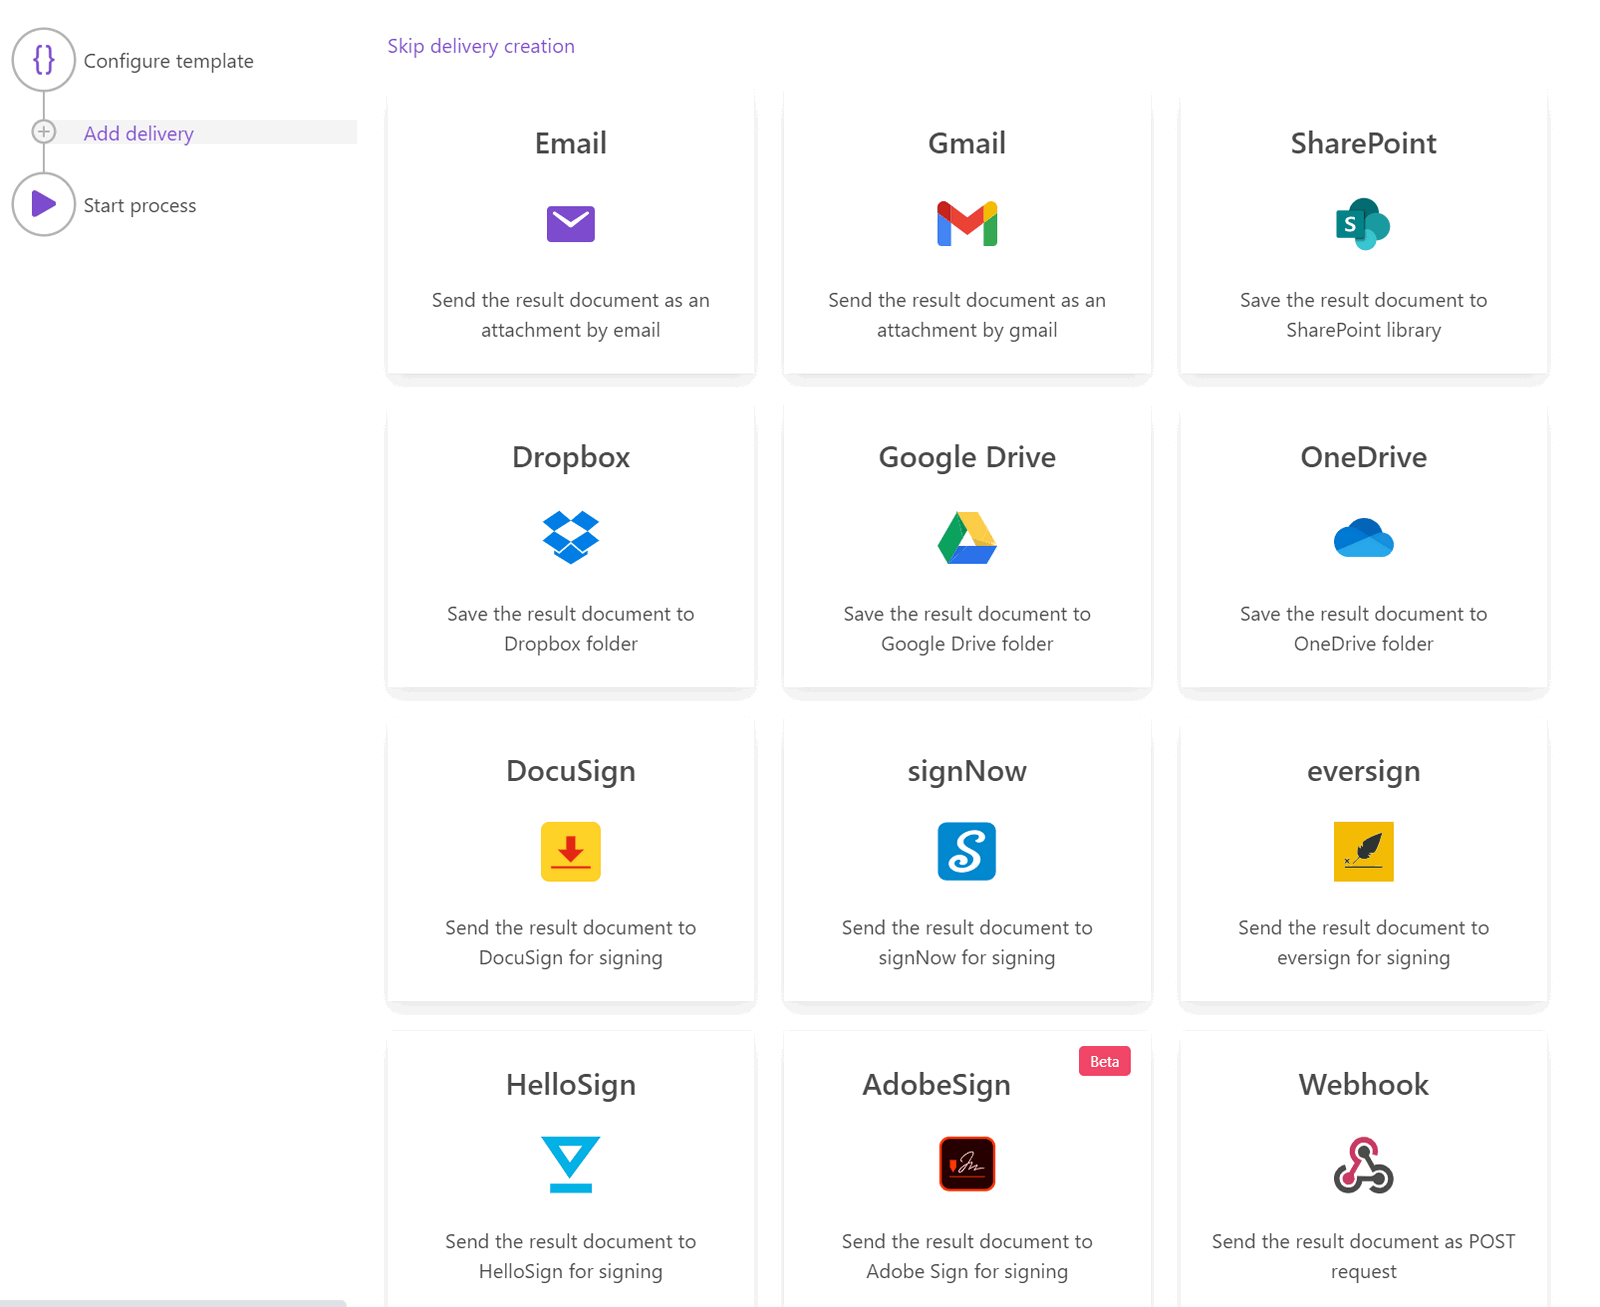 Configure template
Add delivery
Start process
Skip delivery creation
Email
Send the result document as an
attachment by email
Gmail
Send the result document as an
attachment by gmail
SharePoint
S
Save the result document to
SharePoint library
Dropbox
Save the result document to
Dropbox folder
Google Drive
Save the result document to
Google Drive folder
OneDrive
Save the result document to
OneDrive folder
DocuSign
Send the result document to
DocuSign for signing
signNow
S
Send the result document to
signNow for signing
eversign
Send the result document to
eversign for signing
HelloSign
Send the result document to
HelloSign for signing
Beta
AdobeSign
Send the result document to
Adobe Sign for signing
Webhook
Send the result document as POST
request